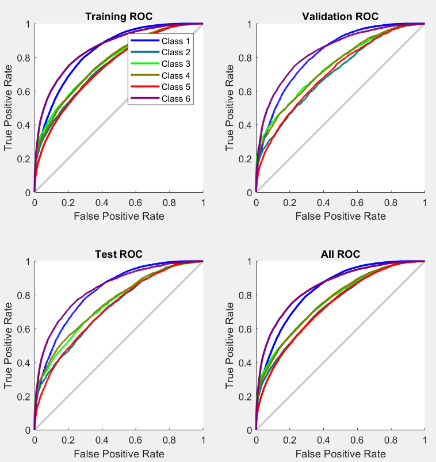 Training ROC
True Positive Rate
1
0.8
0.6
0.4
0.2
0
Class 1
Class 2
Class 3
Class 4
Class 5
Class 6
0 0.2 0.4 0.6 0.8 1
False Positive Rate
Validation ROC
True Positive Rate
1
0.8
0.6
0.4
0.2
0
0 0.2 0.4 0.6 0.8 1
False Positive Rate
Test ROC
True Positive Rate
1
0.8
0.6
0.4
0.2
0
0 0.2 0.4 0.6 0.8 1
False Positive Rate
All ROC
True Positive Rate
1
0.8
0.6
0.4
0.2
0
0 0.2 0.4 0.6 0.8 1
False Positive Rate